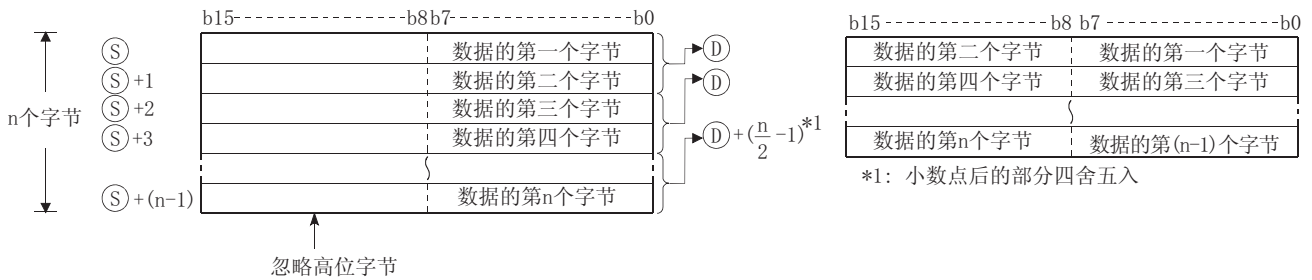 b15 b8 b7 b0
n个字节
Ⓢ 数据的第一个字节
Ⓢ+1 数据的第二个字节
Ⓢ+2 数据的第三个字节
Ⓢ+3 数据的第四个字节
Ⓢ+(n-1) 数据的第n个字节
忽略高位字节
Ⓓ
Ⓓ
Ⓓ+(n/2-1)*1
b15 b8 b7 b0
数据的第二个字节 数据的第一个字节
数据的第四个字节 数据的第三个字节
数据的第n个字节 数据的第(n-1)个字节
*1: 小数点后的部分四舍五入